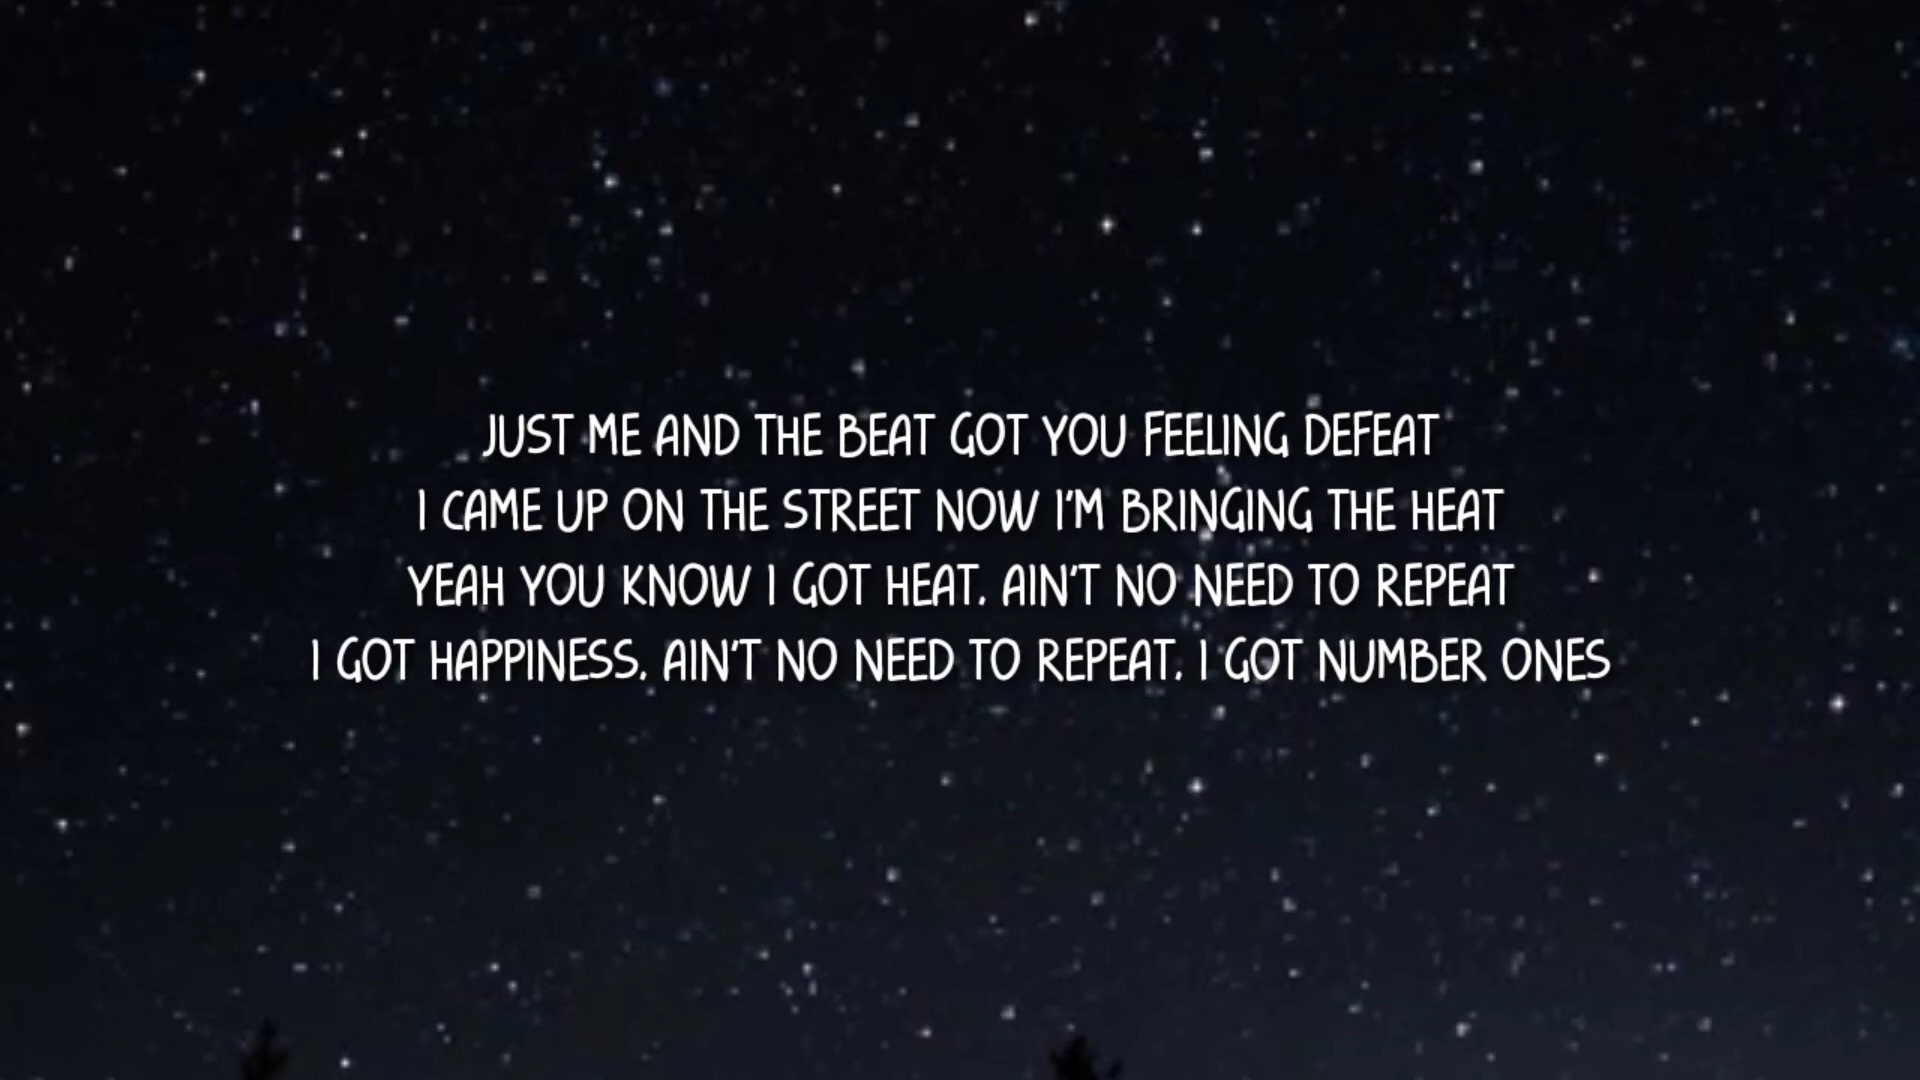 JUST ME AND THE BEAT GOT YOU FEELING DEFEAT
I CAME UP ON THE STREET NOW I'M BRINGING THE HEAT
YEAH YOU KNOW I GOT HEAT. AIN'T NO NEED TO REPEAT
I GOT HAPPINESS. AIN'T NO NEED TO REPEAT. I GOT NUMBER ONES